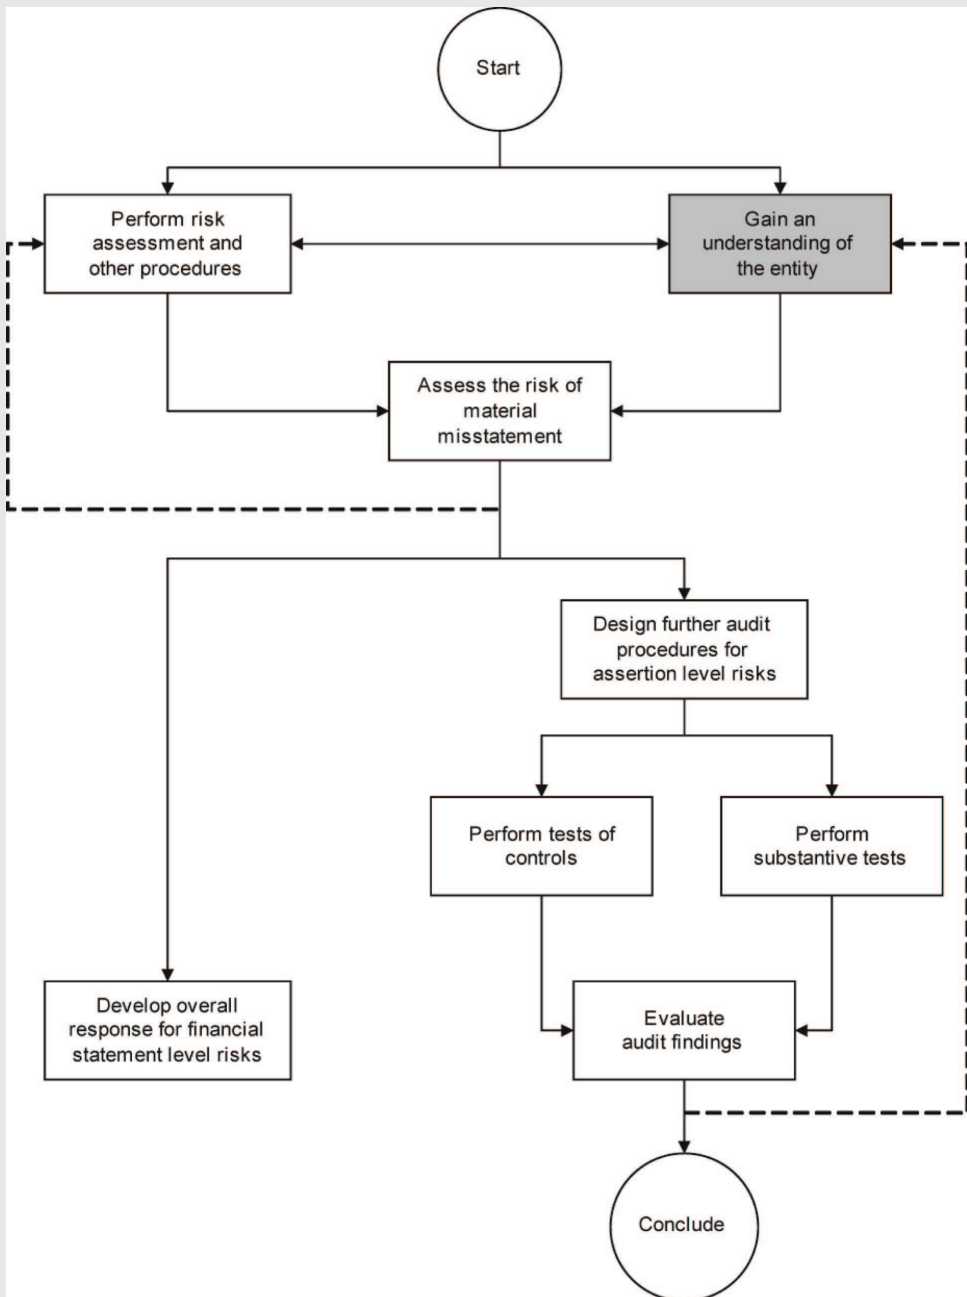 Start
Perform risk
assessment and
other procedures
Gain an
understanding of
the entity
Assess the risk of
material
misstatement
Design further audit
procedures for
assertion level risks
Perform tests of
controls
Perform
substantive tests
Develop overall
response for financial
statement level risks
Evaluate
audit findings
Conclude